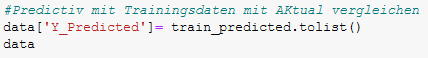 #Predictiv mit Trainingsdaten mit AKtual vergleichen
data['Y_Predicted']= train_predicted.tolist()
data